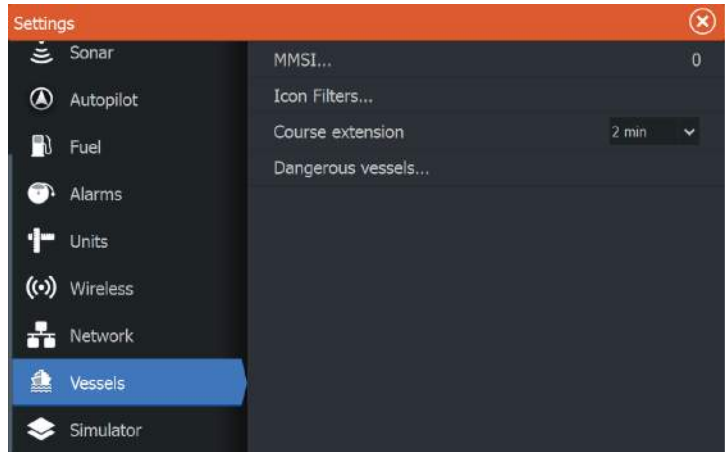 Settings
Sonar
Autopilot
Fuel
Alarms
Units
Wireless
Network
Vessels
Simulator
MMSI... 0
Icon Filters...
Course extension 2 min
Dangerous vessels...